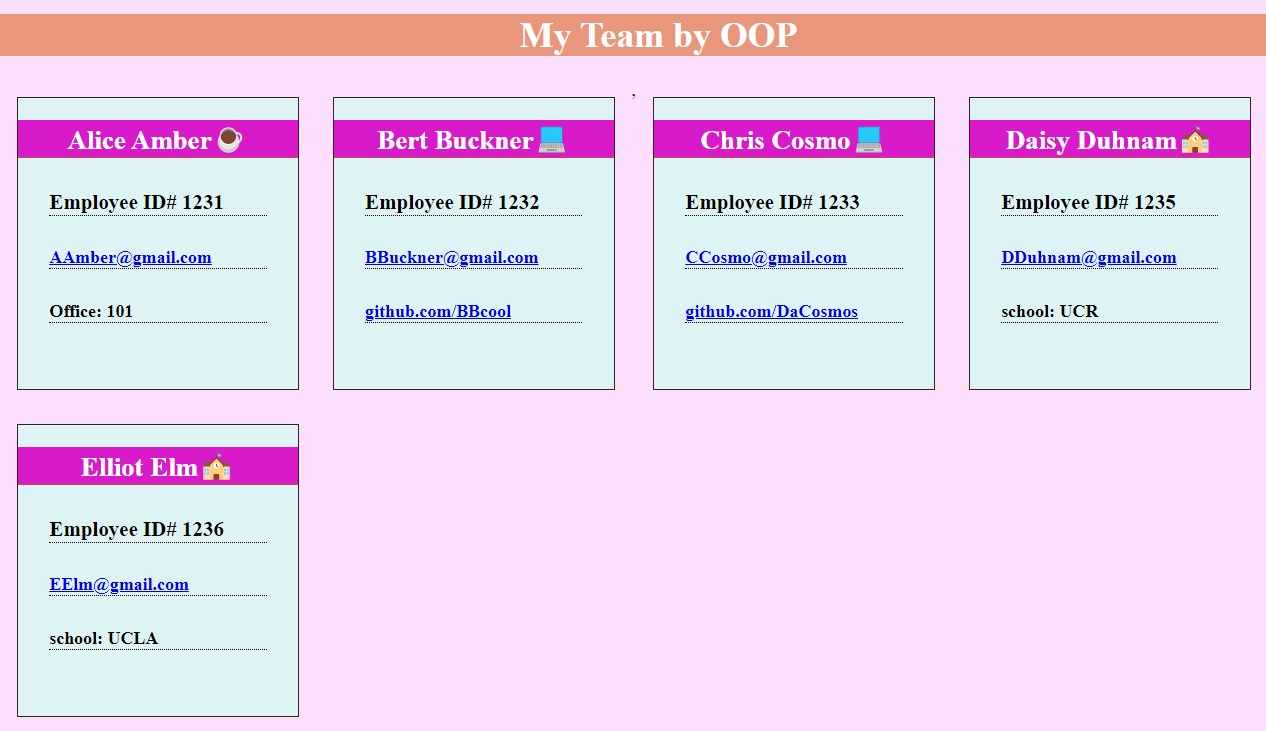 My Team by OOP
Alice Amber ☕
Employee ID# 1231
AAmber@gmail.com
Office: 101
Bert Buckner 💻
Employee ID# 1232
BBuckner@gmail.com
github.com/BBcool
,
Chris Cosmo 💻
Employee ID# 1233
CCosmo@gmail.com
github.com/DaCosmos
Daisy Duhnam 🏫
Employee ID# 1235
DDuhnam@gmail.com
school: UCR
Elliot Elm 🏫
Employee ID# 1236
EElm@gmail.com
school: UCLA